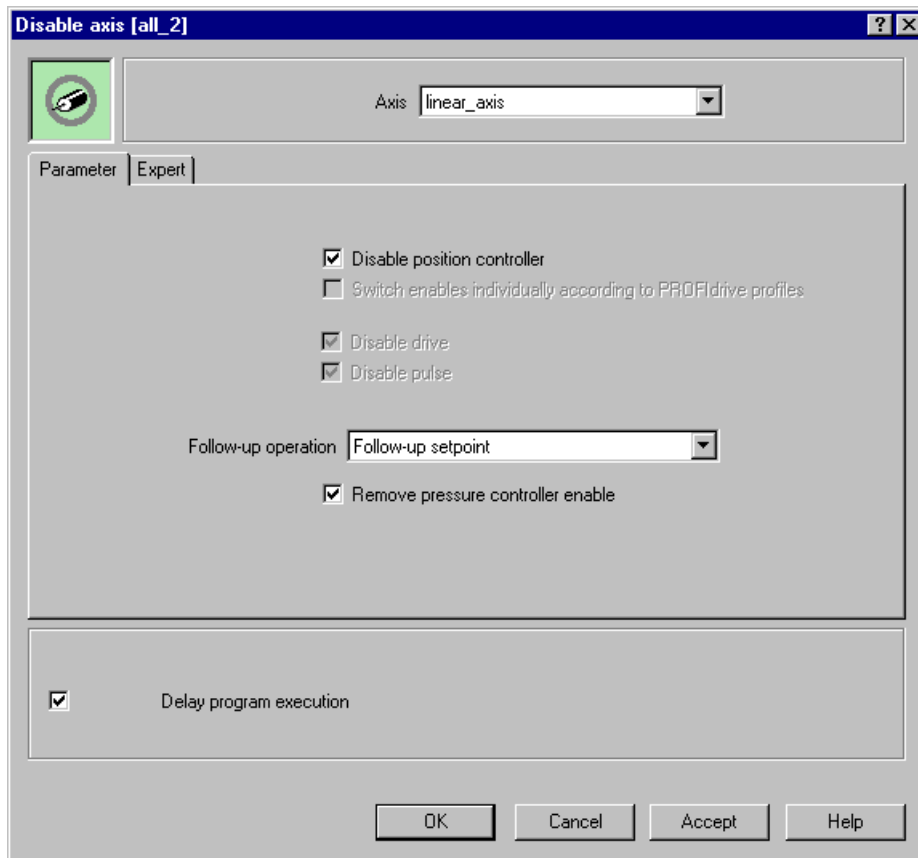 Disable axis [all_2]
Axis linear_axis
Parameter Expert
Disable position controller
Switch enables individually according to PROFIdrive profiles
Disable drive
Disable pulse
Follow-up operation Follow-up setpoint
Remove pressure controller enable
Delay program execution
OK Cancel Accept Help